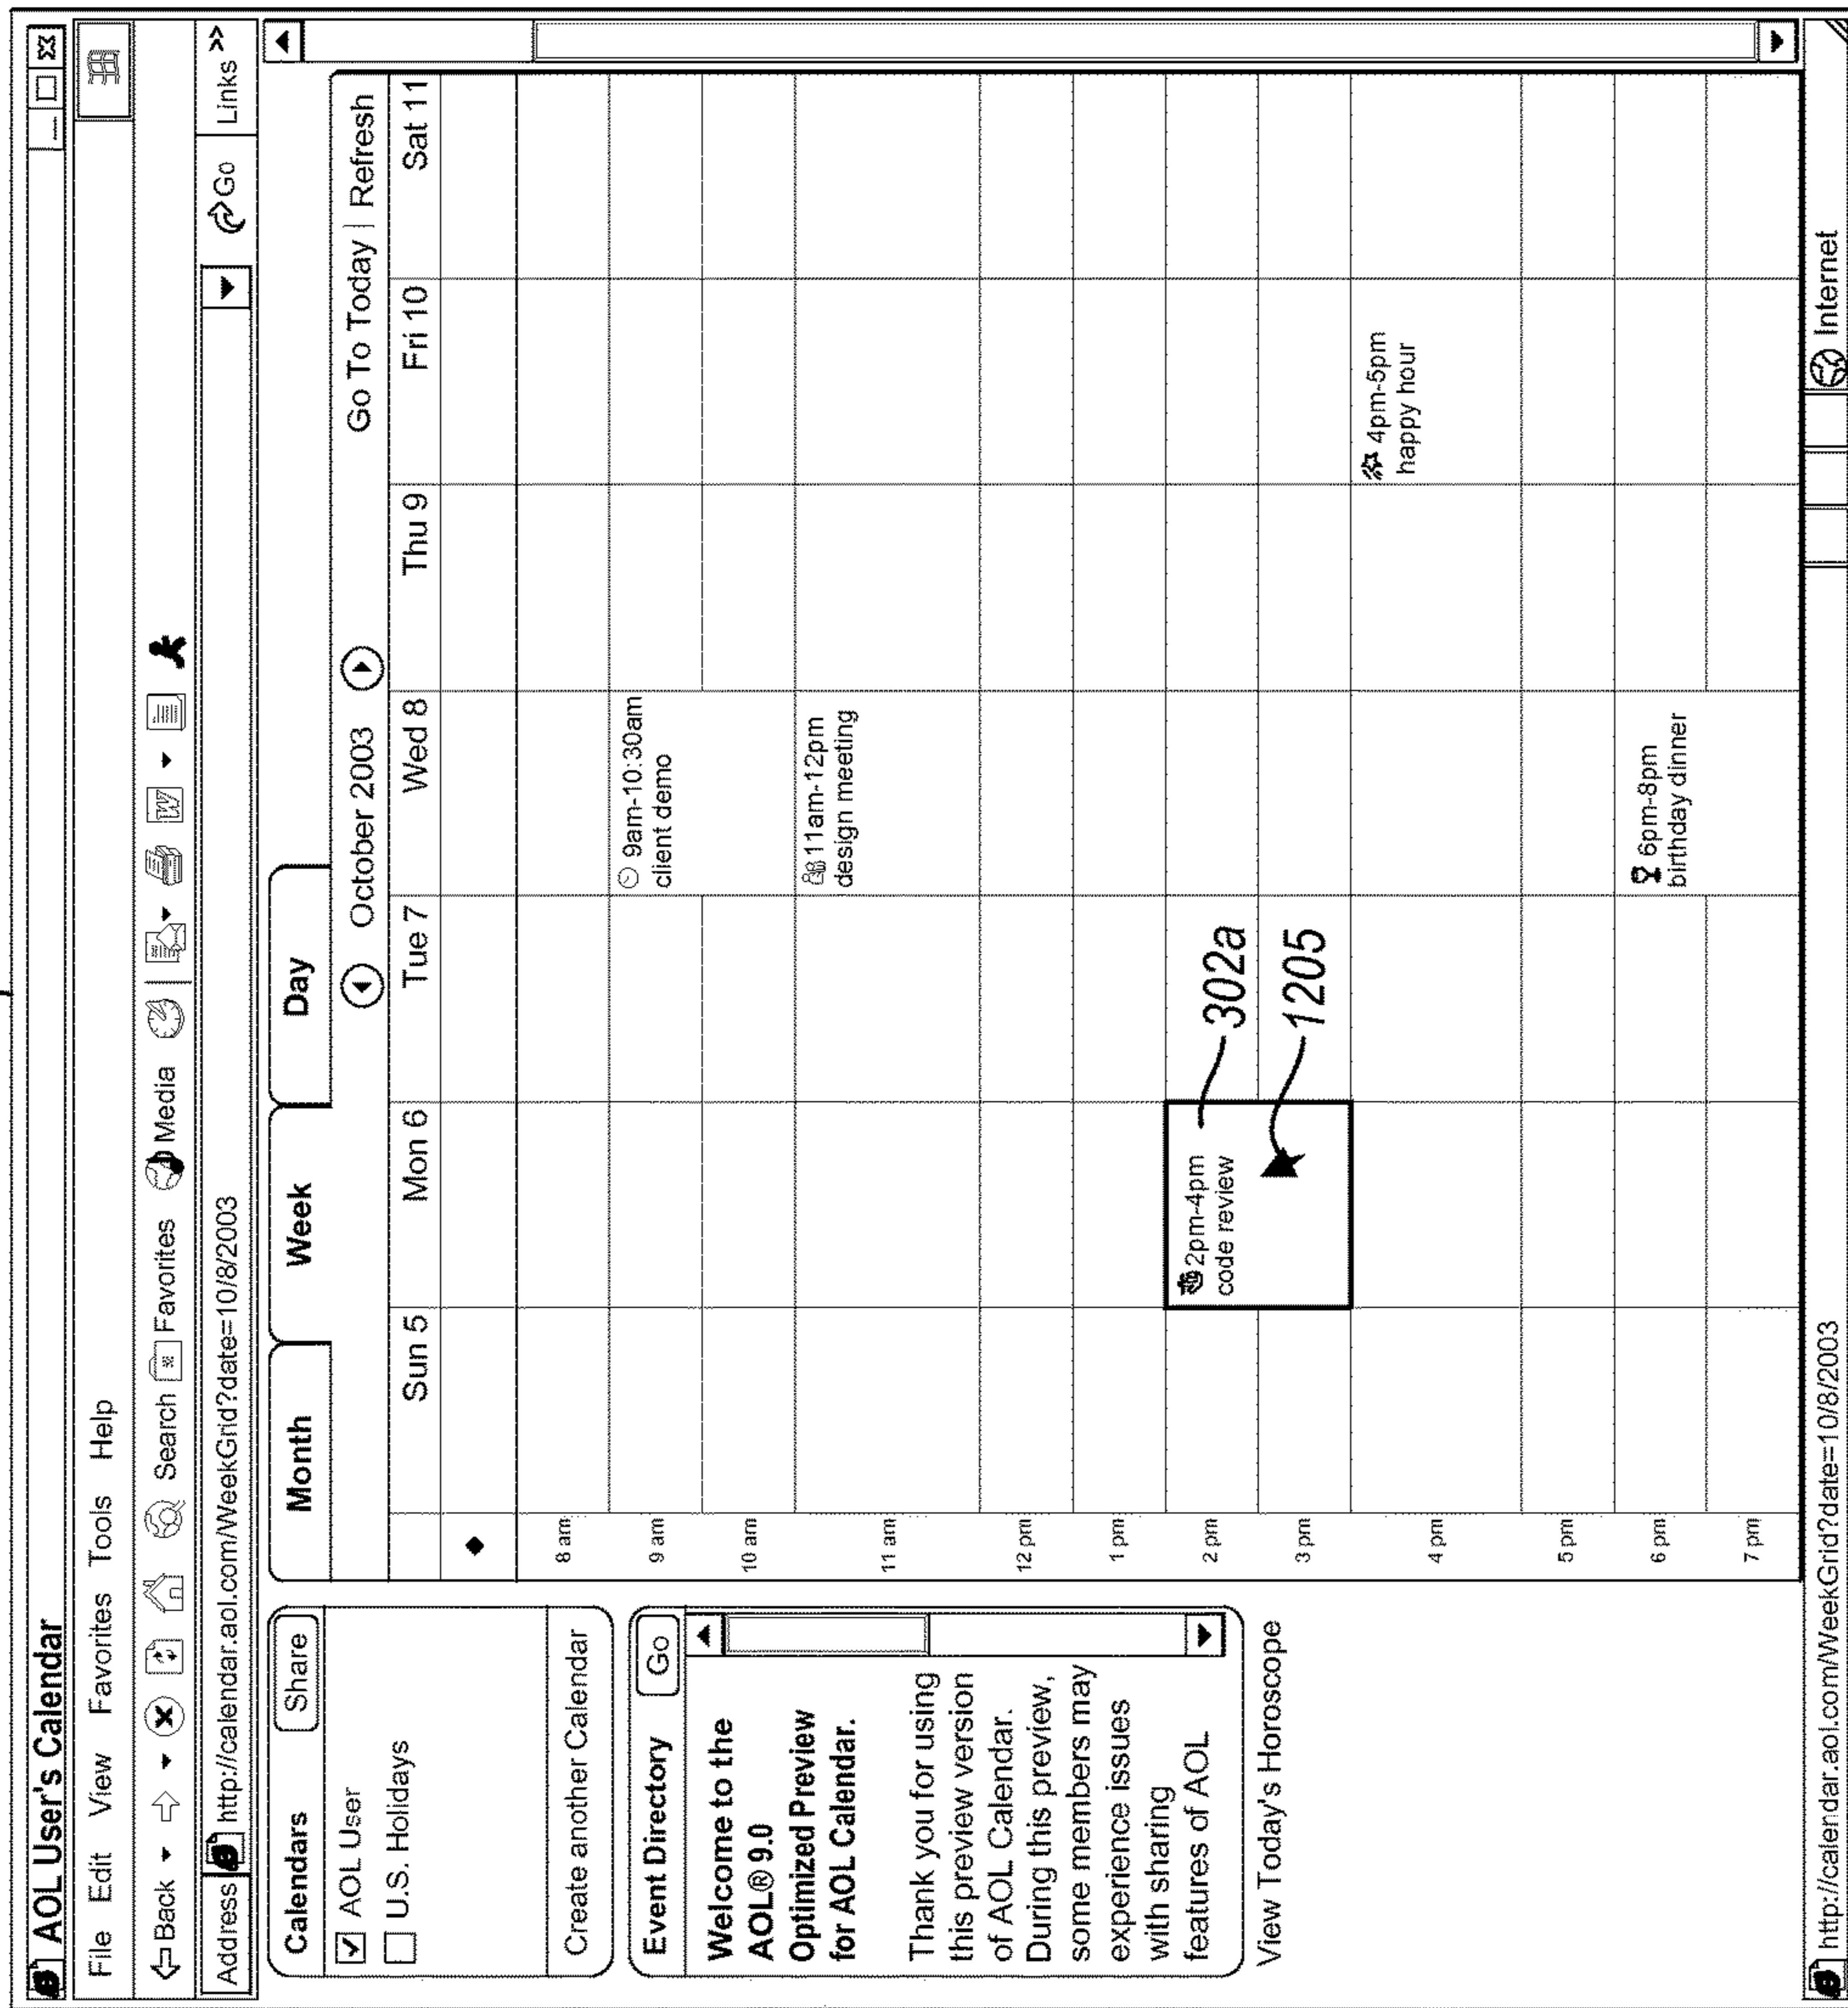 AOL User's Calendar
File Edit View Favorites Tools Help
Back Search Favorites Media
Address http://calendar.aol.com/WeekGrid?date=10/8/2003 Go Links >>
Calendars Share
AOL User
U.S. Holidays
Create another Calendar
Event Directory Go
Welcome to the
AOL® 9.0
Optimized Preview
for AOL Calendar.
Thank you for using
this preview version
of AOL Calendar.
During this preview,
some members may
experience issues
with sharing
features of AOL
View Today's Horoscope
Month Week Day
October 2003 Go To Today | Refresh
Sun 5 Mon 6 Tue 7 Wed 8 Thu 9 Fri 10 Sat 11
8 am
9 am 9am-10:30am
client demo
10 am
11 am 11am-12pm
design meeting
12 pm
1 pm
2 pm 2pm-4pm 302a
code review
3 pm 1205
4 pm 4pm-5pm
happy hour
5 pm
6 pm 6pm-8pm
birthday dinner
7 pm
http://calendar.aol.com/WeekGrid?date=10/8/2003 Internet